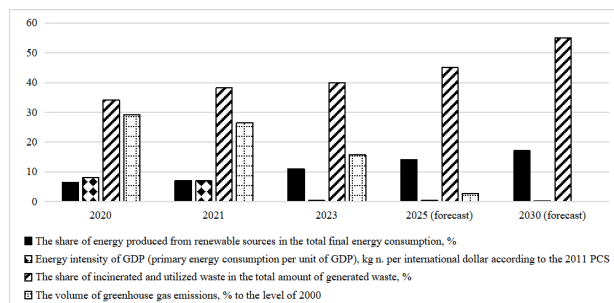 60
50
40
30
20
10
0
2020 2021 2023 2025 (forecast) 2030 (forecast)
The share of energy produced from renewable sources in the total final energy consumption, %
Energy intensity of GDP (primary energy consumption per unit of GDP), kg n. per international dollar according to the 2011 PCS
The share of incinerated and utilized waste in the total amount of generated waste, %
The volume of greenhouse gas emissions, % to the level of 2000